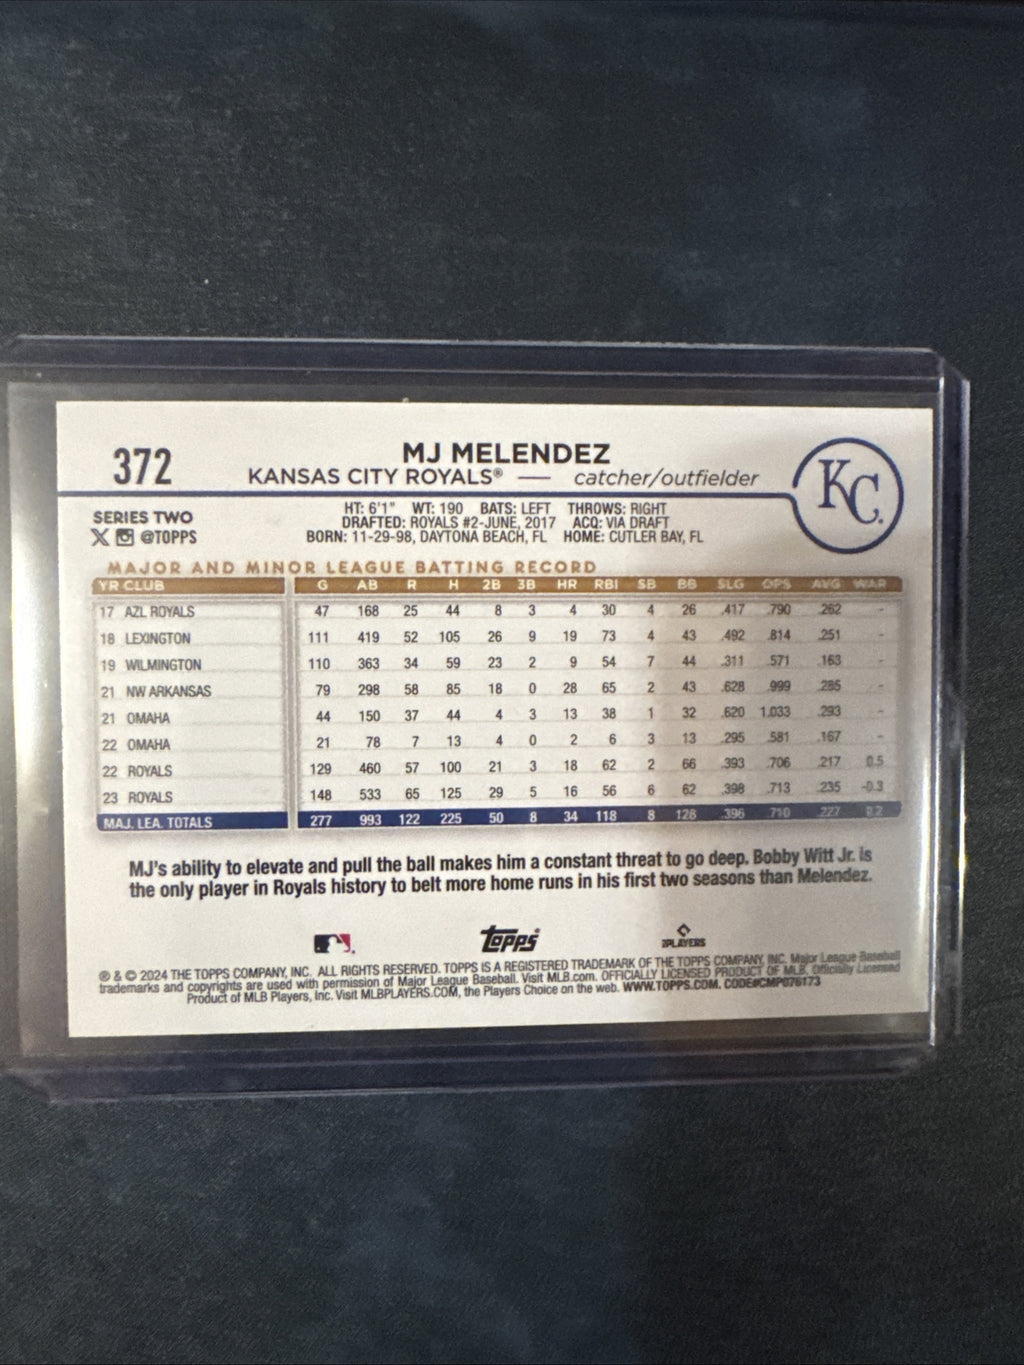 372
MJ MELENDEZ
KANSAS CITY ROYALS® — catcher/outfielder
KC.
SERIES TWO
X @TOPPS
HT: 6'1" WT: 190 BATS: LEFT THROWS: RIGHT
DRAFTED: ROYALS #2-JUNE, 2017 ACQ: VIA DRAFT
BORN: 11-29-98, DAYTONA BEACH, FL HOME: CUTLER BAY, FL
MAJOR AND MINOR LEAGUE BATTING RECORD
YR CLUB G AB R H 2B 3B HR RBI SB BB SLG OPS AVG WAR
17 AZL ROYALS 47 168 25 44 8 3 4 30 4 26 .417 .790 .262 -
18 LEXINGTON 111 419 52 105 26 9 19 73 4 43 .492 .814 .251 -
19 WILMINGTON 110 363 34 59 23 2 9 54 7 44 .311 .571 .163 -
21 NW ARKANSAS 79 298 58 85 18 0 28 65 2 43 .628 .999 .285 -
21 OMAHA 44 150 37 44 4 3 13 38 1 32 .620 1.033 .293 -
22 OMAHA 21 78 7 13 4 0 2 6 3 13 .295 .581 .167 -
22 ROYALS 129 460 57 100 21 3 18 62 2 66 .393 .706 .217 0.5
23 ROYALS 148 533 65 125 29 5 16 56 6 62 .398 .713 .235 -0.3
MAJ. LEA. TOTALS 277 993 122 225 50 8 34 118 8 128 .396 .710 .227 0.2
MJ's ability to elevate and pull the ball makes him a constant threat to go deep. Bobby Witt Jr. is
the only player in Royals history to belt more home runs in his first two seasons than Melendez.
Topps
PLAYERS
® & © 2024 THE TOPPS COMPANY, INC. ALL RIGHTS RESERVED. TOPPS IS A REGISTERED TRADEMARK OF THE TOPPS COMPANY, INC. Major League Baseball
trademarks and copyrights are used with permission of Major League Baseball. Visit MLB.com. OFFICIALLY LICENSED PRODUCT OF MLB. Officially Licensed
Product of MLB Players, Inc. Visit MLBPLAYERS.COM, the Players Choice on the web. WWW.TOPPS.COM. CODE#CMP076173